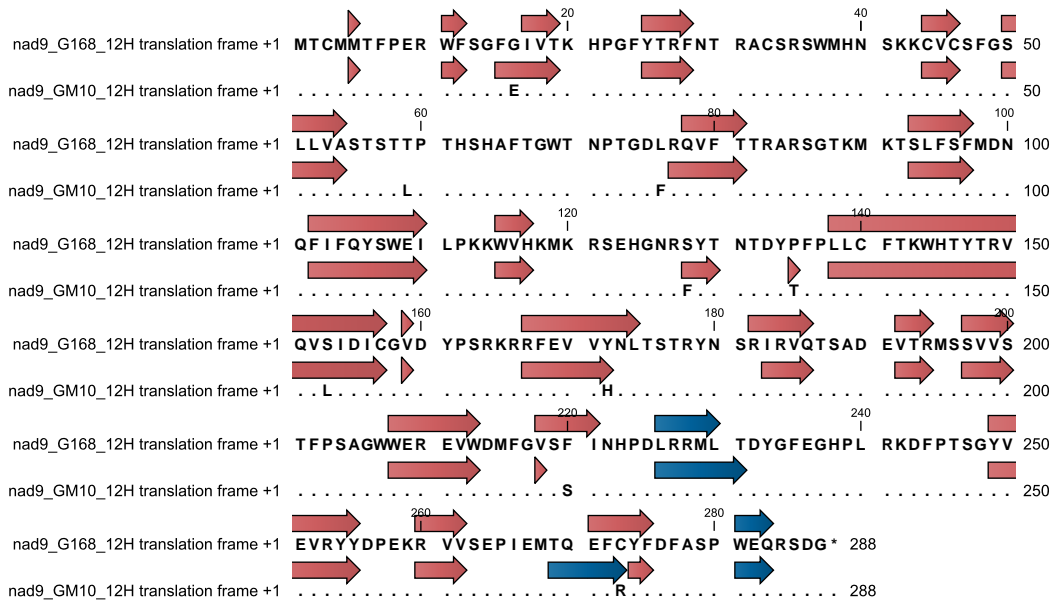 20 40
nad9_G168_12H translation frame +1 MTCMMTFPER WFSGFGIVTK HPGFYTRFNT RACSRSWMHN SKKCVCSFGS 50
nad9_GM10_12H translation frame +1 .......... .....E.... .......... .......... .......... 50
60 80 100
nad9_G168_12H translation frame +1 LLVASTSTTP THSHAFTGWT NPTGDLRQVF TTRARSGTKM KTSLFSFMDN 100
nad9_GM10_12H translation frame +1 ........L. .......... .....F.... .......... .......... 100
120 140
nad9_G168_12H translation frame +1 QFIFQYSWEI LPKKWVHKMK RSEHGNRSYT NTDYPFPLLC FTKWHTYTRV 150
nad9_GM10_12H translation frame +1 .......... .......... .......F.. ....T..... .......... 150
160 180 200
nad9_G168_12H translation frame +1 QVSIDICGVD YPSRKRRFEV VYNLTSTRYN SRIRVQTSAD EVTRMSSVVS 200
nad9_GM10_12H translation frame +1 ..L....... .......... .H........ .......... .......... 200
220 240
nad9_G168_12H translation frame +1 TFPSAGWWER EVWDMFGVSF INHPDLRRML TDYGFEGHPL RKDFPTSGYV 250
nad9_GM10_12H translation frame +1 .......... .........S .......... .......... .......... 250
260 280
nad9_G168_12H translation frame +1 EVRYYDPEKR VVSEPIEMTQ EFCYFDFASP WEQRSDG* 288
nad9_GM10_12H translation frame +1 .......... .......... ..R....... ........ 288